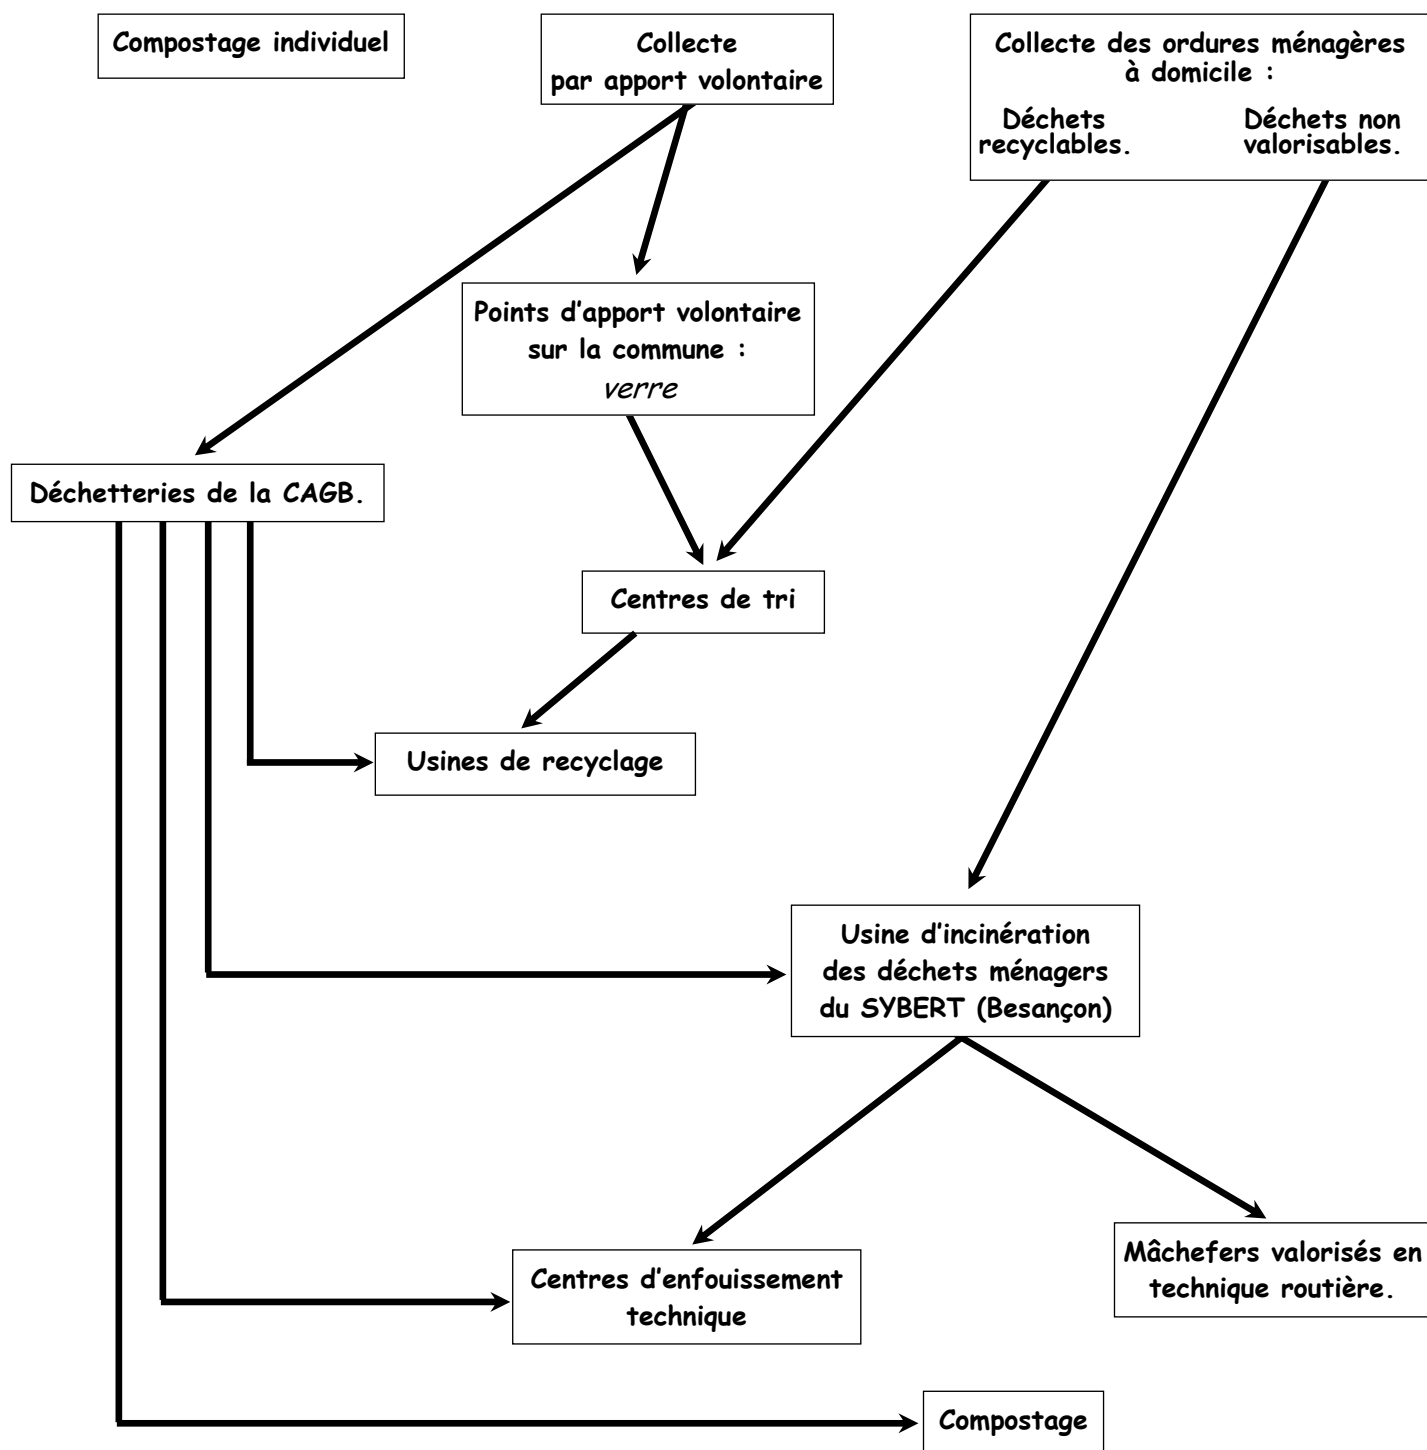 Compostage individuel
Collecte
par apport volontaire
Collecte des ordures ménagères
à domicile :
Déchets
recyclables.
Déchets non
valorisables.
Points d'apport volontaire
sur la commune :
verre
Déchetteries de la CAGB.
Centres de tri
Usines de recyclage
Usine d'incinération
des déchets ménagers
du SYBERT (Besançon)
Centres d'enfouissement
technique
Mâchefers valorisés en
technique routière.
Compostage